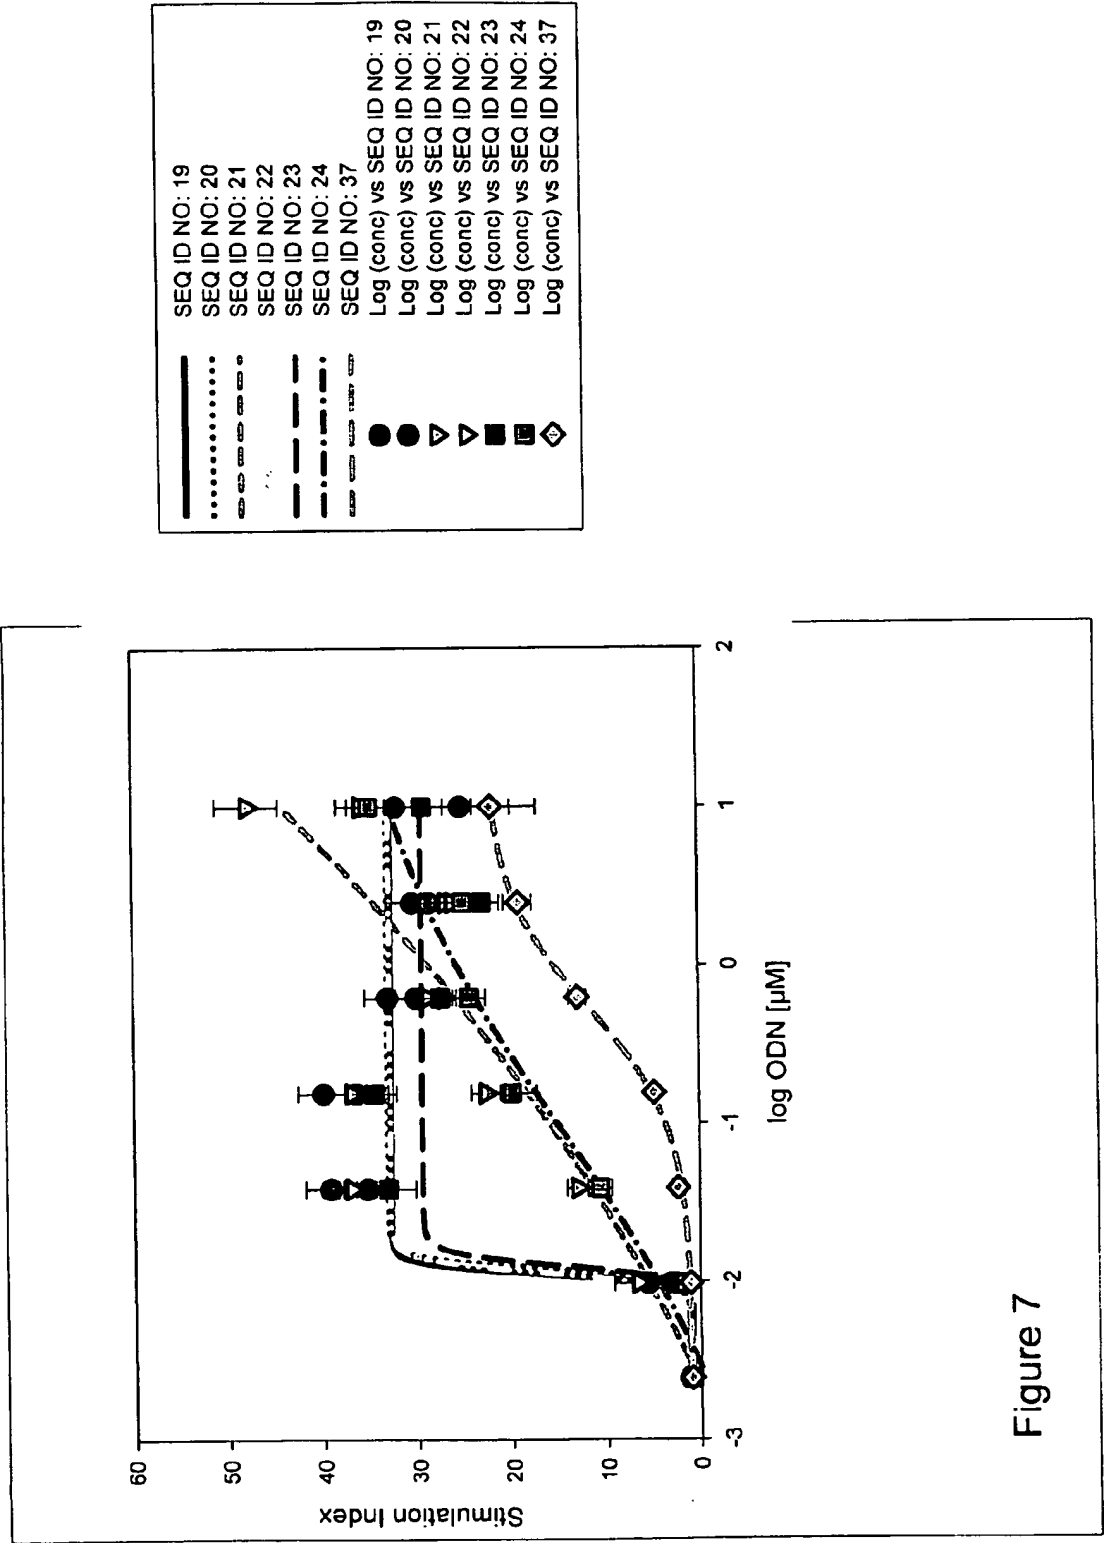 Stimulation Index
60
50
40
30
20
10
0
-3
-2
-1
0
1
2
log ODN [µM]
SEQ ID NO: 19
SEQ ID NO: 20
SEQ ID NO: 21
SEQ ID NO: 22
SEQ ID NO: 23
SEQ ID NO: 24
SEQ ID NO: 37
Log (conc) vs SEQ ID NO: 19
Log (conc) vs SEQ ID NO: 20
Log (conc) vs SEQ ID NO: 21
Log (conc) vs SEQ ID NO: 22
Log (conc) vs SEQ ID NO: 23
Log (conc) vs SEQ ID NO: 24
Log (conc) vs SEQ ID NO: 37
Figure 7